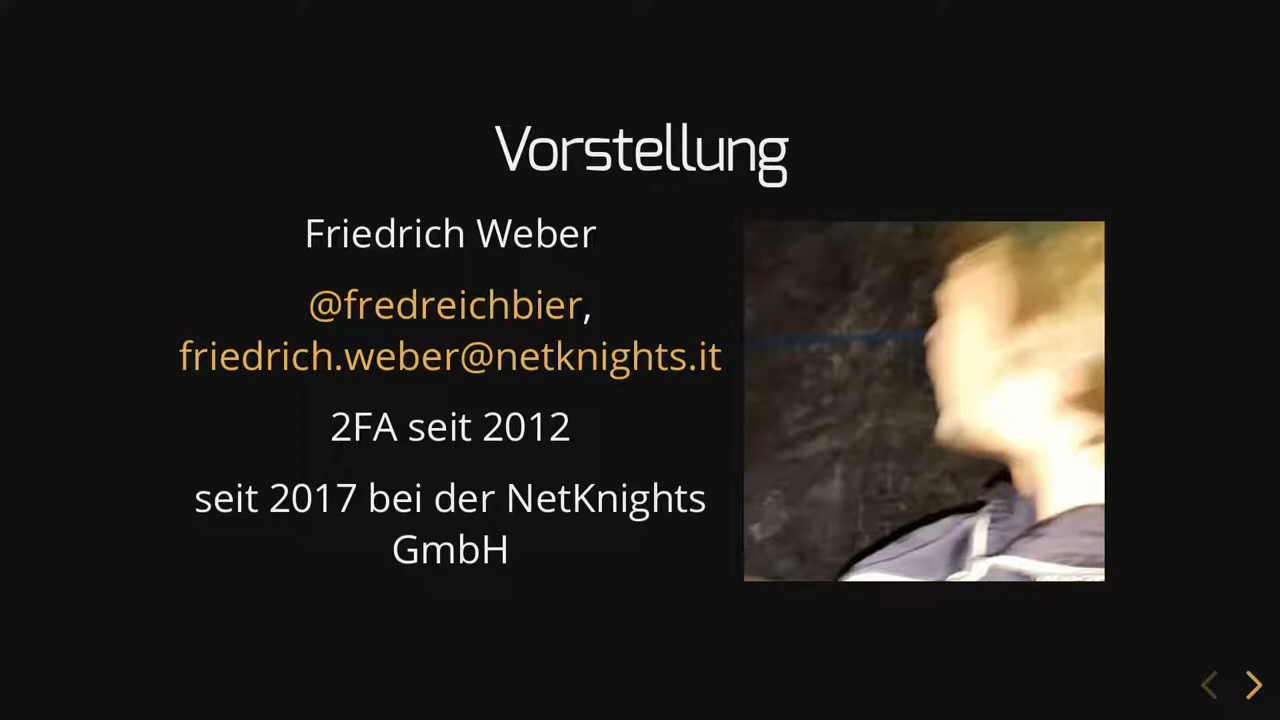 Vorstellung
Friedrich Weber
@fredreichbier,
friedrich.weber@netknights.it
2FA seit 2012
seit 2017 bei der NetKnights
GmbH